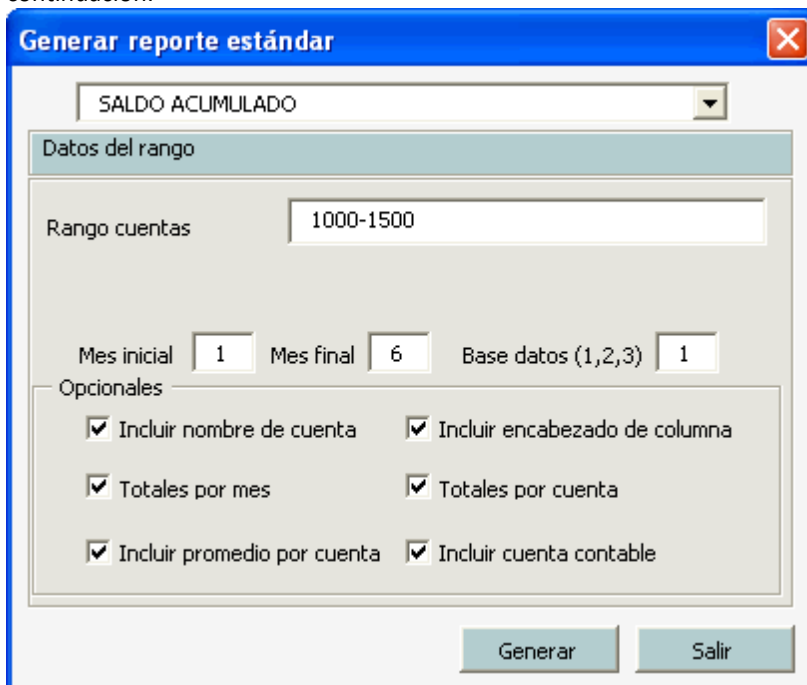 continuación.
Generar reporte estándar
SALDO ACUMULADO
Datos del rango
Rango cuentas 1000-1500
Mes inicial 1 Mes final 6 Base datos (1,2,3) 1
Opcionales
Incluir nombre de cuenta Incluir encabezado de columna
Totales por mes Totales por cuenta
Incluir promedio por cuenta Incluir cuenta contable
Generar Salir